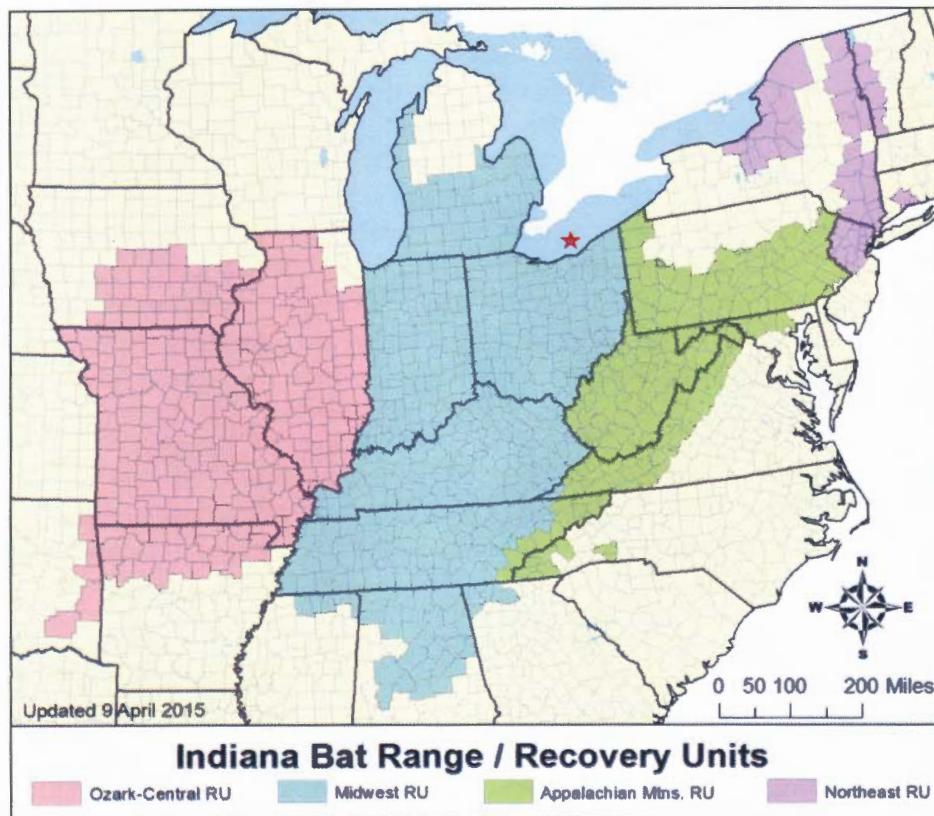 N
W E
S
0 50 100 200 Miles
Updated 9 April 2015
Indiana Bat Range / Recovery Units
Ozark-Central RU Midwest RU Appalachian Mtns. RU Northeast RU